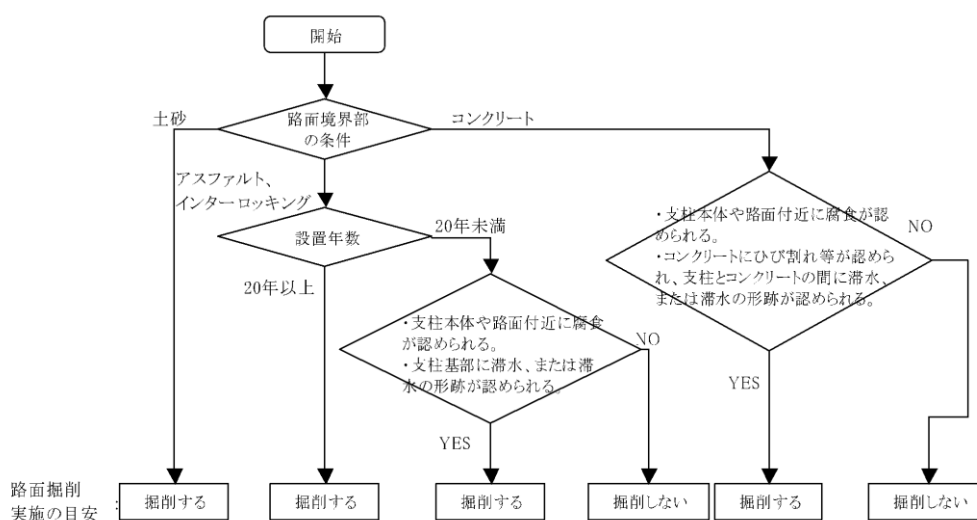 開始
路面境界部
の条件
土砂
コンクリート
アスファルト、
インターロッキング
設置年数
20年未満
20年以上
・支柱本体や路面付近に腐食が認
められる。
・コンクリートにひび割れ等が認めら
れ、支柱とコンクリートの間に滞水、
または滞水の形跡が認められる。
NO
YES
・支柱本体や路面付近に腐食
が認められる。
・支柱基部に滞水、または滞
水の形跡が認められる。
NO
YES
路面掘削
実施の目安
:
掘削する
掘削する
掘削する
掘削しない
掘削する
掘削しない